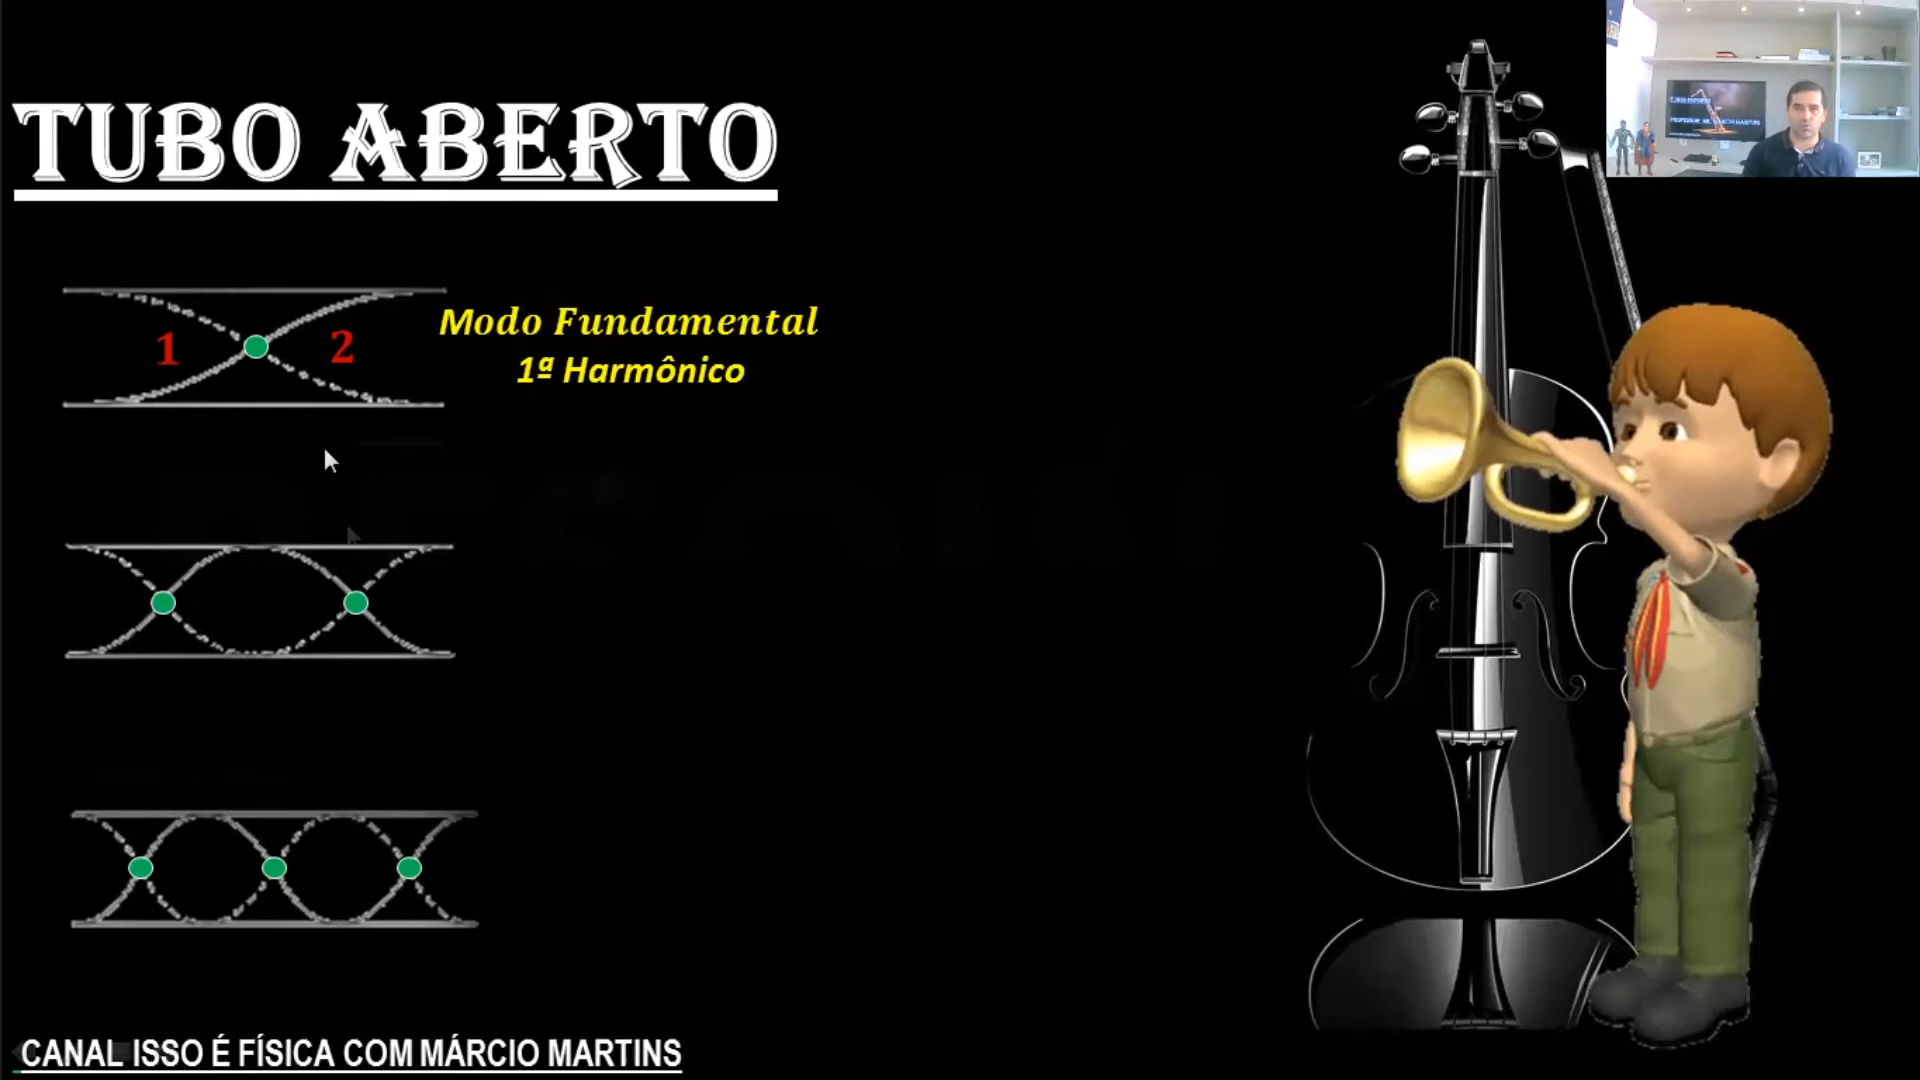 TUBO ABERTO
1
2
Modo Fundamental
1ª Harmônico
CANAL ISSO É FÍSICA COM MÁRCIO MARTINS